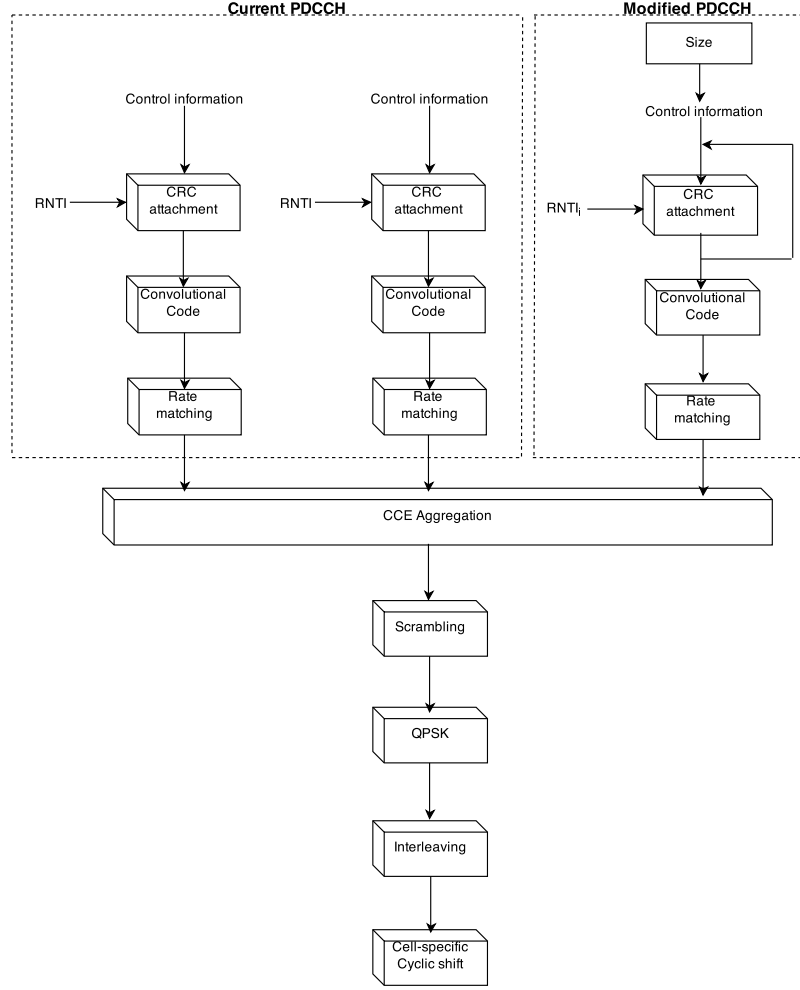 Current PDCCH
Modified PDCCH
Size
Control information
Control information
Control information
RNTI
CRC
attachment
RNTI
CRC
attachment
RNTIi
CRC
attachment
Convolutional
Code
Convolutional
Code
Convolutional
Code
Rate
matching
Rate
matching
Rate
matching
CCE Aggregation
Scrambling
QPSK
Interleaving
Cell-specific
Cyclic shift